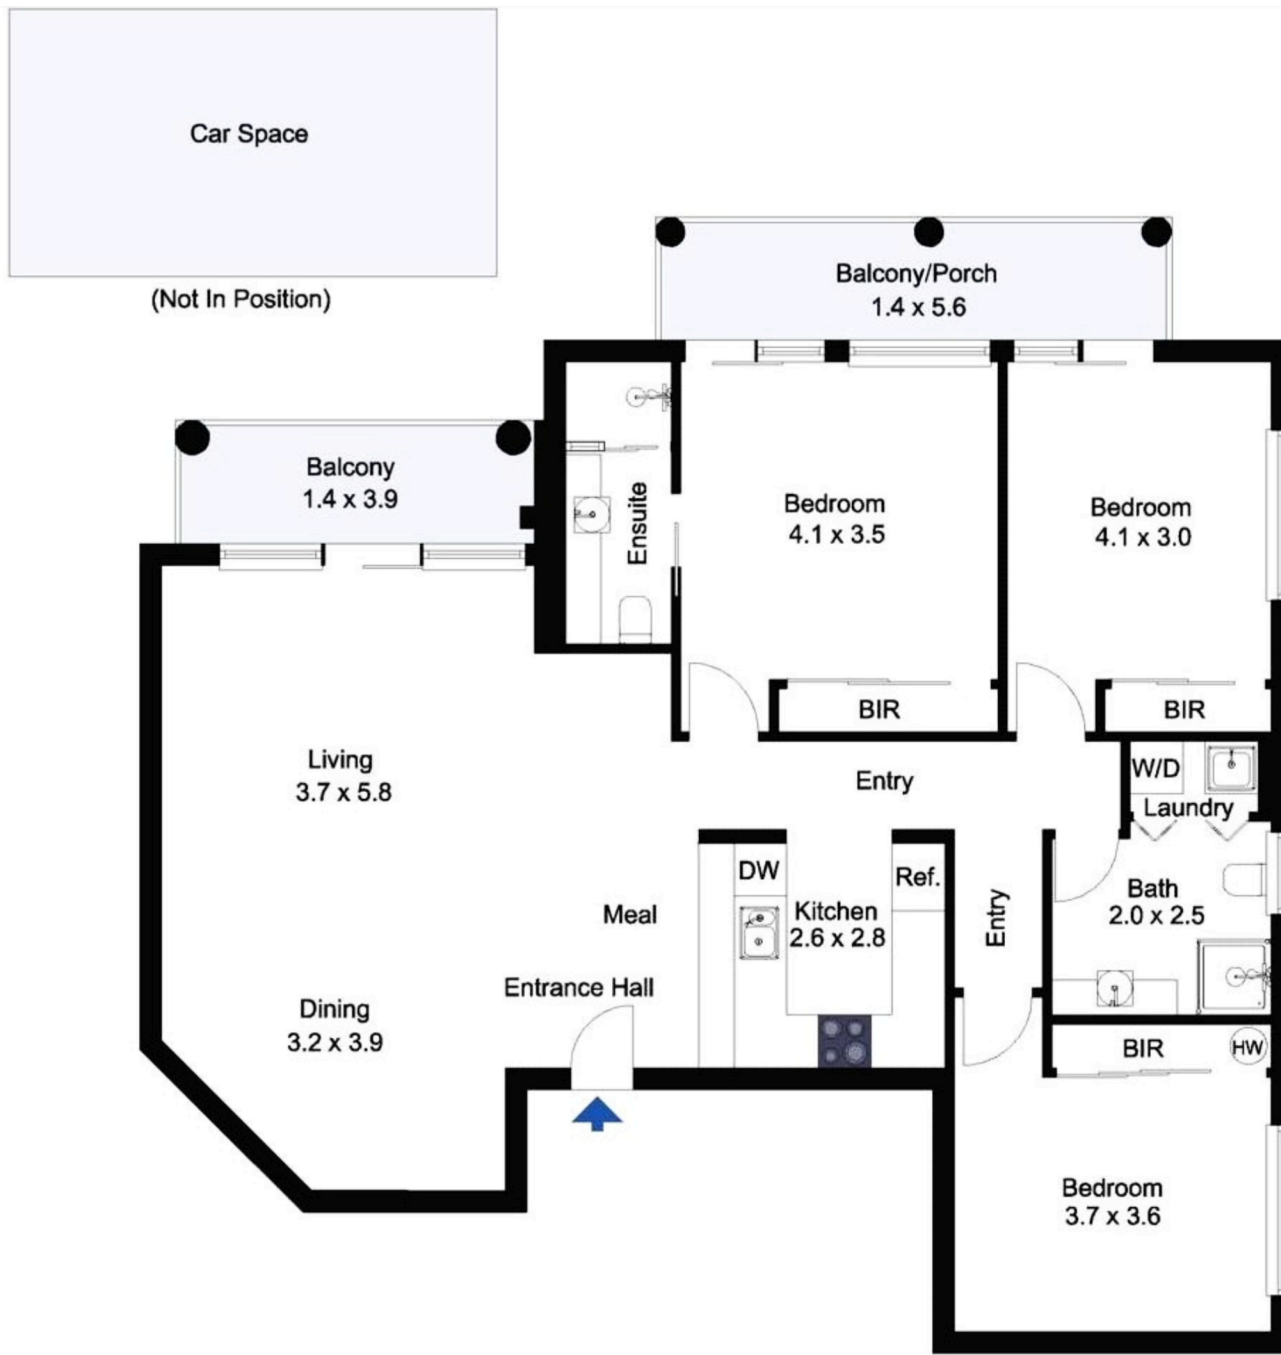 Car Space
(Not In Position)
Balcony/Porch
1.4 x 5.6
Balcony
1.4 x 3.9
Ensuite
Bedroom
4.1 x 3.5
Bedroom
4.1 x 3.0
BIR
BIR
Living
3.7 x 5.8
Entry
W/D
Laundry
DW
Ref.
Kitchen
2.6 x 2.8
Meal
Entry
Bath
2.0 x 2.5
Entrance Hall
Dining
3.2 x 3.9
BIR
HW
Bedroom
3.7 x 3.6